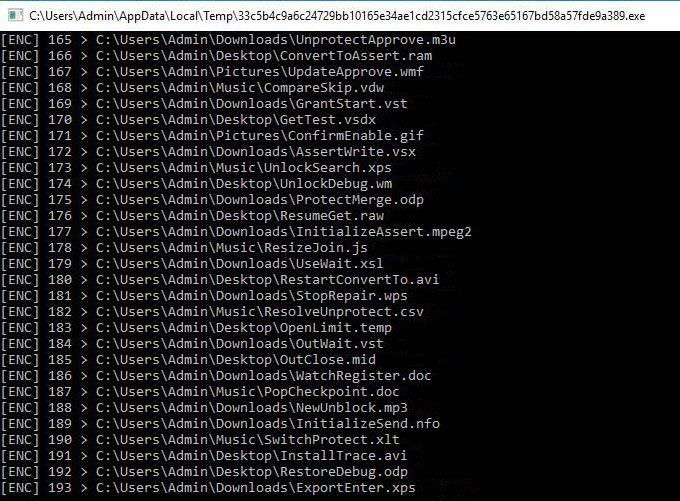 C:\Users\Admin\AppData\Local\Temp\33c5b4c9a6c24729bb10165e34ae1cd2315cfce5763e65167bd58a57fde9a389.exe
[ENC] 165 > C:\Users\Admin\Downloads\UnprotectApprove.m3u
[ENC] 166 > C:\Users\Admin\Desktop\ConvertToAssert.ram
[ENC] 167 > C:\Users\Admin\Pictures\UpdateApprove.wmf
[ENC] 168 > C:\Users\Admin\Music\CompareSkip.vdw
[ENC] 169 > C:\Users\Admin\Downloads\GrantStart.vst
[ENC] 170 > C:\Users\Admin\Desktop\GetTest.vsdx
[ENC] 171 > C:\Users\Admin\Pictures\ConfirmEnable.gif
[ENC] 172 > C:\Users\Admin\Downloads\AssertWrite.vsx
[ENC] 173 > C:\Users\Admin\Music\UnlockSearch.xps
[ENC] 174 > C:\Users\Admin\Desktop\UnlockDebug.wm
[ENC] 175 > C:\Users\Admin\Downloads\ProtectMerge.odp
[ENC] 176 > C:\Users\Admin\Desktop\ResumeGet.raw
[ENC] 177 > C:\Users\Admin\Downloads\InitializeAssert.mpeg2
[ENC] 178 > C:\Users\Admin\Music\ResizeJoin.js
[ENC] 179 > C:\Users\Admin\Downloads\UseWait.xsl
[ENC] 180 > C:\Users\Admin\Desktop\RestartConvertTo.avi
[ENC] 181 > C:\Users\Admin\Downloads\StopRepair.wps
[ENC] 182 > C:\Users\Admin\Music\ResolveUnprotect.csv
[ENC] 183 > C:\Users\Admin\Desktop\OpenLimit.temp
[ENC] 184 > C:\Users\Admin\Downloads\OutWait.vst
[ENC] 185 > C:\Users\Admin\Desktop\OutClose.mid
[ENC] 186 > C:\Users\Admin\Downloads\WatchRegister.doc
[ENC] 187 > C:\Users\Admin\Music\PopCheckpoint.doc
[ENC] 188 > C:\Users\Admin\Downloads\NewUnblock.mp3
[ENC] 189 > C:\Users\Admin\Downloads\InitializeSend.nfo
[ENC] 190 > C:\Users\Admin\Music\SwitchProtect.xlt
[ENC] 191 > C:\Users\Admin\Desktop\InstallTrace.avi
[ENC] 192 > C:\Users\Admin\Desktop\RestoreDebug.odp
[ENC] 193 > C:\Users\Admin\Downloads\ExportEnter.xps